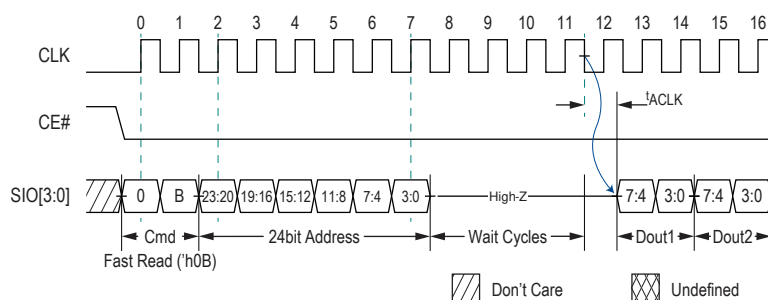 0 1 2 3 4 5 6 7 8 9 10 11 12 13 14 15 16
CLK
tACLK
CE#
SIO[3:0] 0 B 23:20 19:16 15:12 11:8 7:4 3:0 High-Z 7:4 3:0 7:4 3:0
Cmd 24bit Address Wait Cycles Dout1 Dout2
Fast Read ('h0B)
Don't Care Undefined